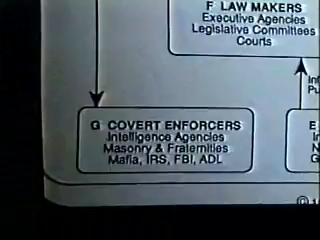 F LAW MAKERS
Executive Agencies
Legislative Committees
Courts
G COVERT ENFORCERS
Intelligence Agencies
Masonry & Fraternities
Mafia, IRS, FBI, ADL
E